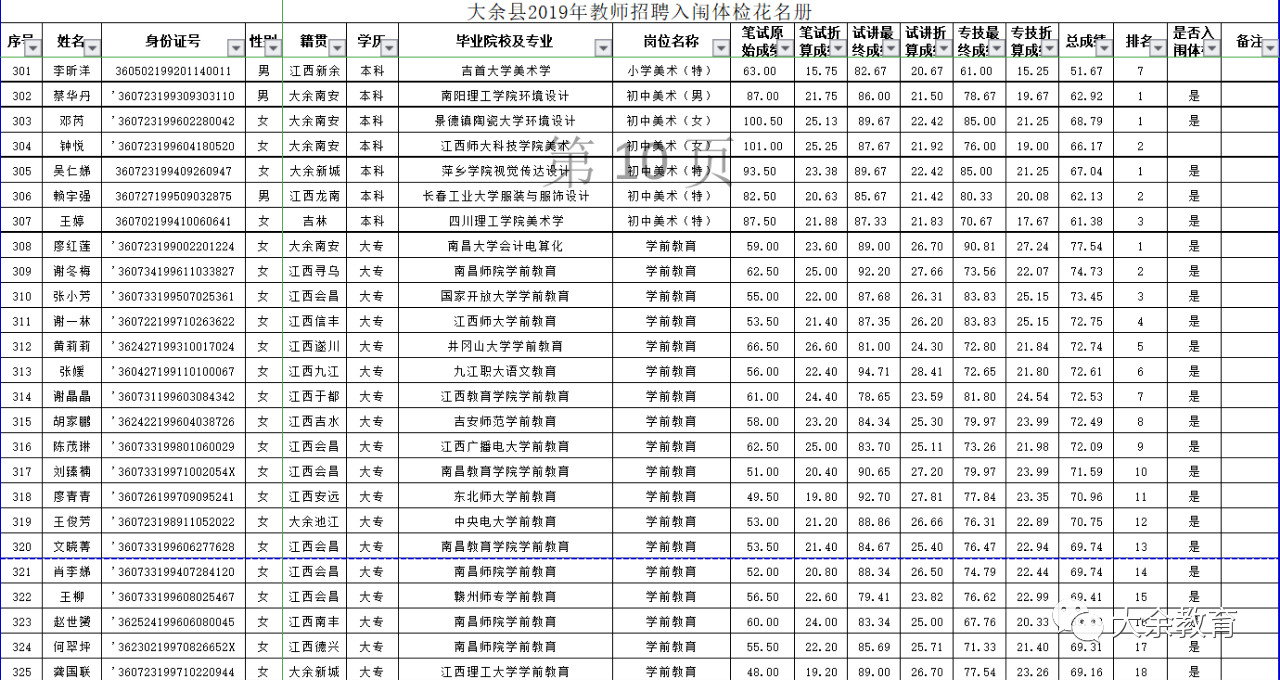 大余县2019年教师招聘入闱体检花名册
序号 姓名 身份证号 性别 籍贯 学历 毕业院校及专业 岗位名称 笔试原始成绩 笔试折算成绩 试讲最终成绩 试讲折算成绩 专技最终成绩 专技折算成绩 总成绩 排名 是否入闱体检 备注
301 李昕洋 360502199201140011 男 江西新余 本科 吉首大学美术学 小学美术（特） 63.00 15.75 82.67 20.67 61.00 15.25 51.67 7
302 蔡华丹 '360723199309303110 男 大余南安 本科 南阳理工学院环境设计 初中美术（男） 87.00 21.75 86.00 21.50 78.67 19.67 62.92 1 是
303 邓芮 '360723199602280042 女 大余南安 本科 景德镇陶瓷大学环境设计 初中美术（女） 100.50 25.13 89.67 22.42 85.00 21.25 68.79 1 是
304 钟悦 '360723199604180520 女 大余南安 本科 江西师大科技学院美术 初中美术（女） 101.00 25.25 87.67 21.92 76.00 19.00 66.17 2
第 10 页
305 吴仁娣 360723199409260947 女 大余新城 本科 萍乡学院视觉传达设计 初中美术（特） 93.50 23.38 89.67 22.42 85.00 21.25 67.04 1 是
306 赖宇强 360727199509032875 男 江西龙南 本科 长春工业大学服装与服饰设计 初中美术（特） 82.50 20.63 85.67 21.42 80.33 20.08 62.13 2 是
307 王婷 360702199410060641 女 吉林 本科 四川理工学院美术学 初中美术（特） 87.50 21.88 87.33 21.83 70.67 17.67 61.38 3 是
308 廖红莲 '360723199002201224 女 大余南安 大专 南昌大学会计电算化 学前教育 59.00 23.60 89.00 26.70 90.81 27.24 77.54 1 是
309 谢冬梅 '360734199611033827 女 江西寻乌 大专 南昌师院学前教育 学前教育 62.50 25.00 92.20 27.66 73.56 22.07 74.73 2 是
310 张小芳 '360733199507025361 女 江西会昌 大专 国家开放大学学前教育 学前教育 55.00 22.00 87.68 26.31 83.83 25.15 73.45 3 是
311 谢一林 '360722199710263622 女 江西信丰 大专 江西师大学前教育 学前教育 53.50 21.40 87.35 26.20 83.83 25.15 72.75 4 是
312 黄莉莉 '362427199310017024 女 江西遂川 大专 井冈山大学学前教育 学前教育 66.50 26.60 81.00 24.30 72.80 21.84 72.74 5 是
313 张媛 '360427199110100067 女 江西九江 大专 九江职大语文教育 学前教育 56.00 22.40 94.71 28.41 72.65 21.80 72.61 6 是
314 谢晶晶 '360731199603084342 女 江西于都 大专 江西教育学院学前教育 学前教育 61.00 24.40 78.65 23.59 81.80 24.54 72.53 7 是
315 胡家鹏 '362422199604038726 女 江西吉水 大专 吉安师范学前教育 学前教育 58.00 23.20 84.34 25.30 79.97 23.99 72.49 8 是
316 陈茂琳 '360733199801060029 女 江西会昌 大专 江西广播电大学前教育 学前教育 62.50 25.00 83.70 25.11 73.26 21.98 72.09 9 是
317 刘臻楠 '36073319971002054X 女 江西会昌 大专 南昌教育学院学前教育 学前教育 51.00 20.40 90.65 27.20 79.97 23.99 71.59 10 是
318 廖青青 '360726199709095241 女 江西安远 大专 东北师大学前教育 学前教育 49.50 19.80 92.70 27.81 77.84 23.35 70.96 11 是
319 王俊芳 '360723198911052022 女 大余池江 大专 中央电大学前教育 学前教育 53.00 21.20 88.86 26.66 76.31 22.89 70.75 12 是
320 文晓菁 '360733199606277628 女 江西会昌 大专 南昌教育学院学前教育 学前教育 53.50 21.40 84.67 25.40 76.47 22.94 69.74 13 是
321 肖李娣 '360733199407284120 女 江西会昌 大专 南昌师院学前教育 学前教育 52.00 20.80 88.34 26.50 74.79 22.44 69.74 14 是
322 王柳 '360733199608025467 女 江西会昌 大专 赣州师专学前教育 学前教育 56.50 22.60 79.41 23.82 76.62 22.99 69.41 15 是
323 赵世赟 '362524199606080045 女 江西南丰 大专 南昌师院学前教育 学前教育 60.00 24.00 83.34 25.00 67.76 20.33 是
大余教育
324 何翠坪 '36230219970826652X 女 江西德兴 大专 南昌师院学前教育 学前教育 55.50 22.20 85.69 25.71 71.33 21.40 69.31 17 是
325 龚国联 '360723199710220944 女 大余新城 大专 江西理工大学学前教育 学前教育 48.00 19.20 89.00 26.70 77.54 23.26 69.16 18 是